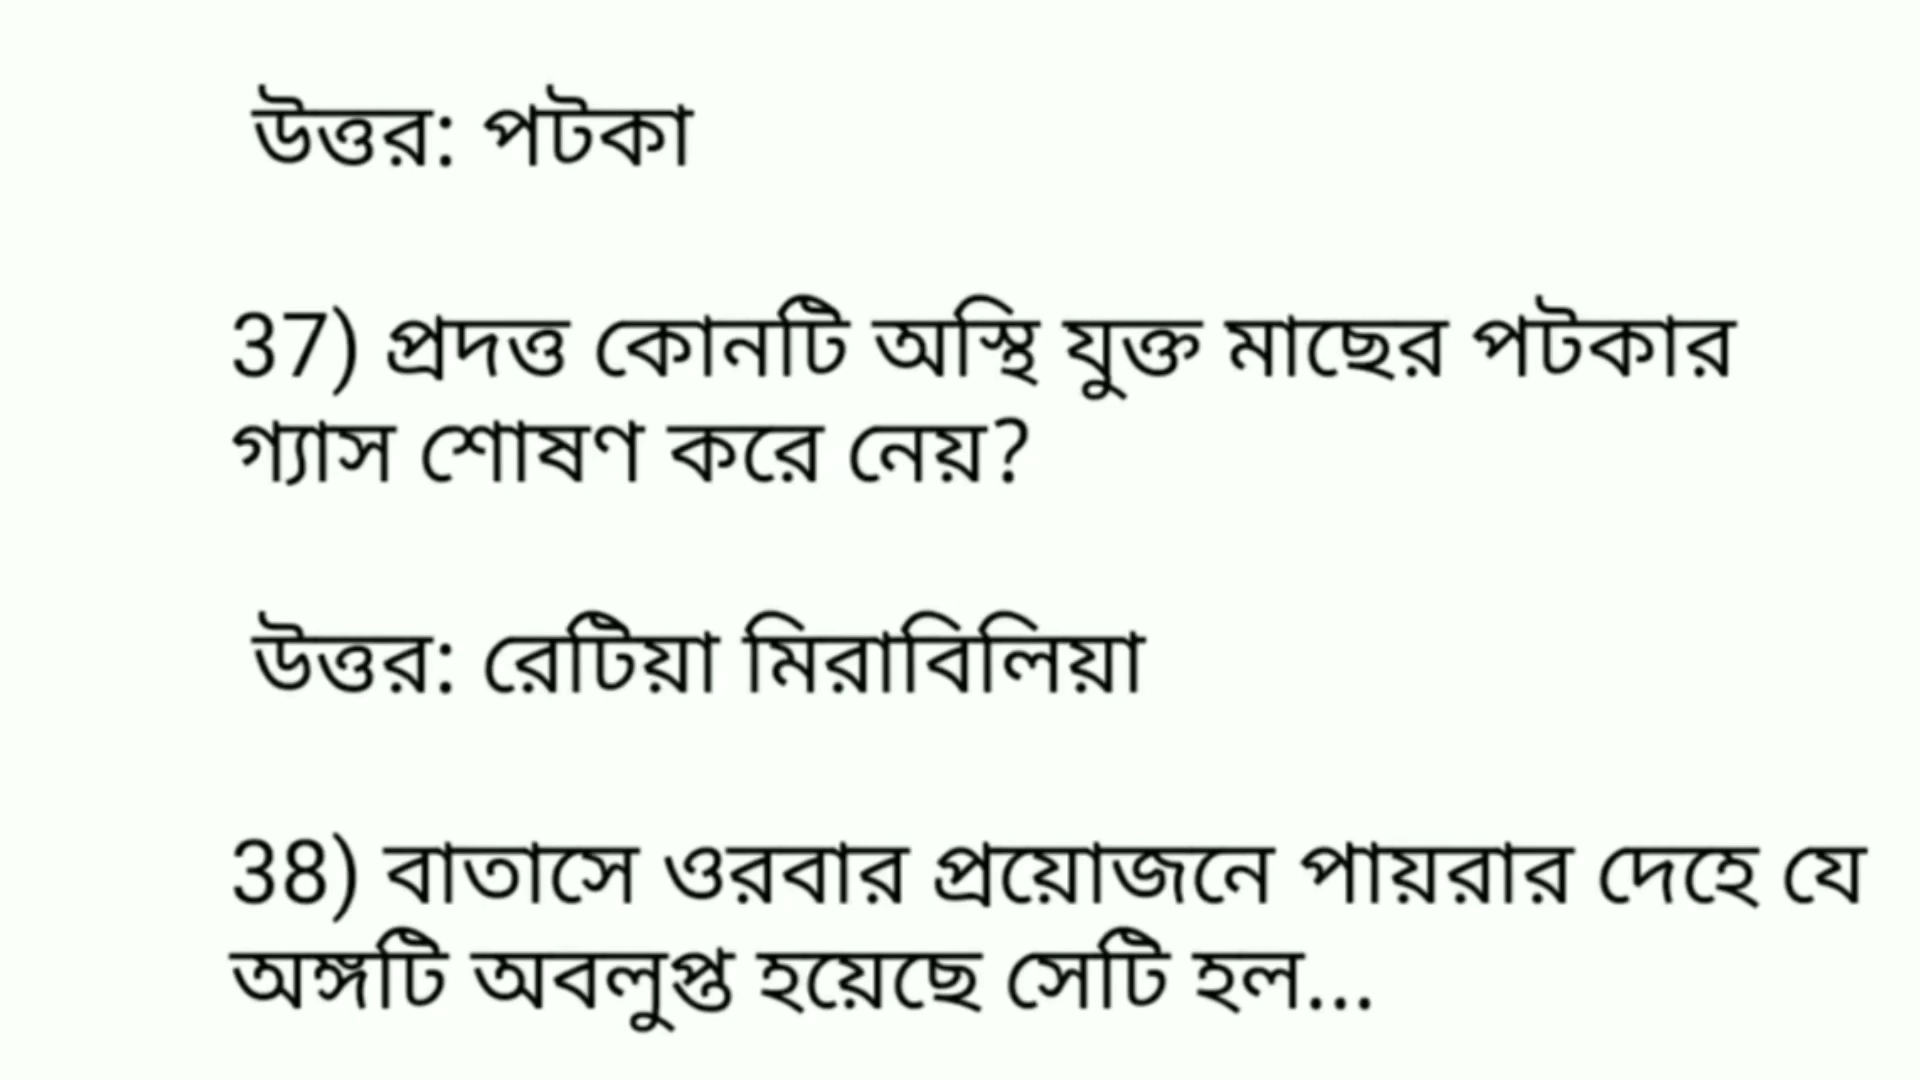 উত্তর: পটকা
37) প্রদত্ত কোনটি অস্থি যুক্ত মাছের পটকার
গ্যাস শোষণ করে নেয়?
উত্তর: রেটিয়া মিরাবিলিয়া
38) বাতাসে ওরবার প্রয়োজনে পায়রার দেহে যে
অঙ্গটি অবলুপ্ত হয়েছে সেটি হল...